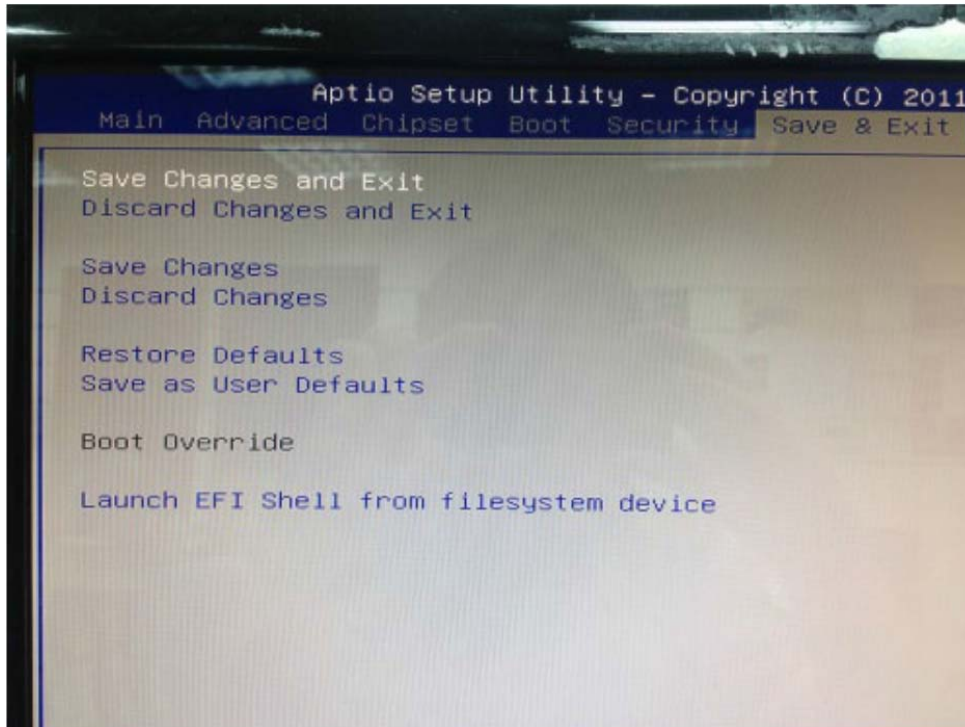 Aptio Setup Utility – Copyright (C) 2011
Main Advanced Chipset Boot Security Save & Exit
Save Changes and Exit
Discard Changes and Exit
Save Changes
Discard Changes
Restore Defaults
Save as User Defaults
Boot Override
Launch EFI Shell from filesystem device